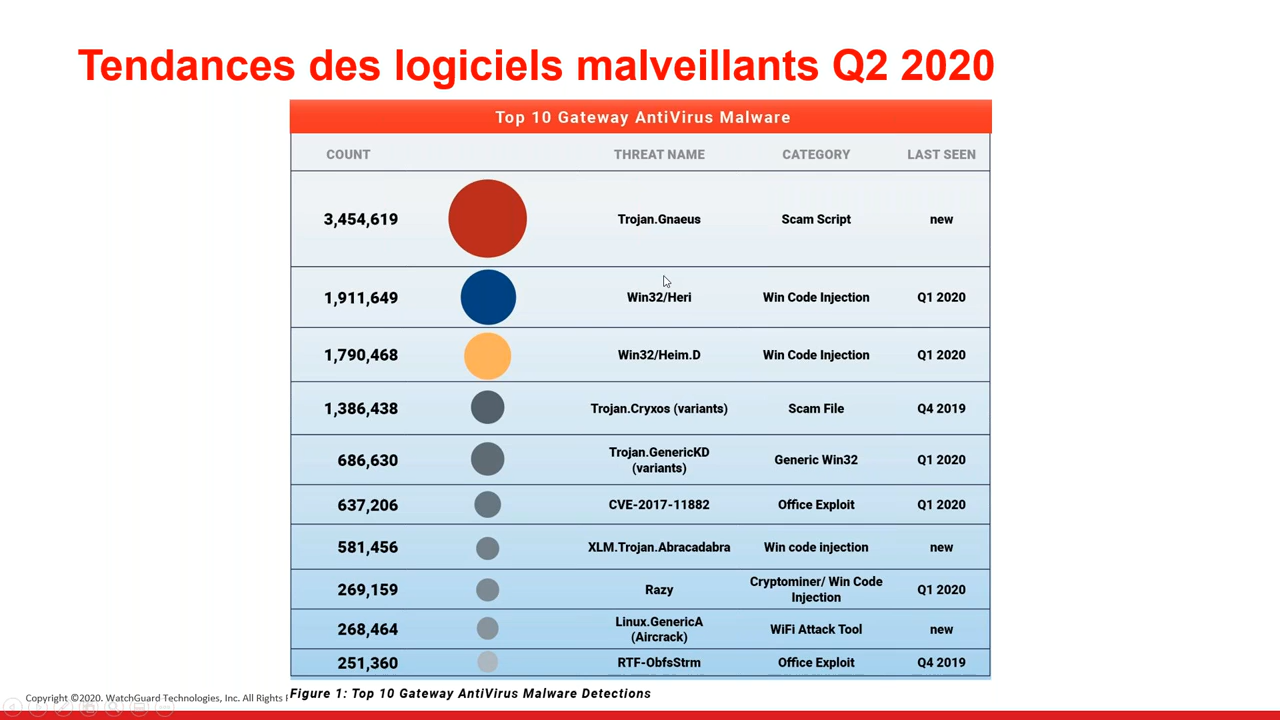 Tendances des logiciels malveillants Q2 2020
Top 10 Gateway AntiVirus Malware
COUNT THREAT NAME CATEGORY LAST SEEN
3,454,619 Trojan.Gnaeus Scam Script new
1,911,649 Win32/Heri Win Code Injection Q1 2020
1,790,468 Win32/Heim.D Win Code Injection Q1 2020
1,386,438 Trojan.Cryxos (variants) Scam File Q4 2019
686,630 Trojan.GenericKD (variants) Generic Win32 Q1 2020
637,206 CVE-2017-11882 Office Exploit Q1 2020
581,456 XLM.Trojan.Abracadabra Win code injection new
269,159 Razy Cryptominer/ Win Code Injection Q1 2020
268,464 Linux.GenericA (Aircrack) WiFi Attack Tool new
251,360 RTF-ObfsStrm Office Exploit Q4 2019
Figure 1: Top 10 Gateway AntiVirus Malware Detections
Copyright ©2020. WatchGuard Technologies, Inc. All Rights